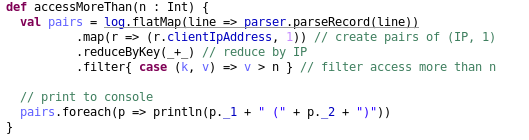 def accessMoreThan(n : Int) {
  val pairs = log.flatMap(line => parser.parseRecord(line))
          .map(r => (r.clientIpAddress, 1)) // create pairs of (IP, 1)
          .reduceByKey(_+_) // reduce by IP
          .filter{ case (k, v) => v > n } // filter access more than n

  // print to console
  pairs.foreach(p => println(p._1 + " (" + p._2 + ")"))
}